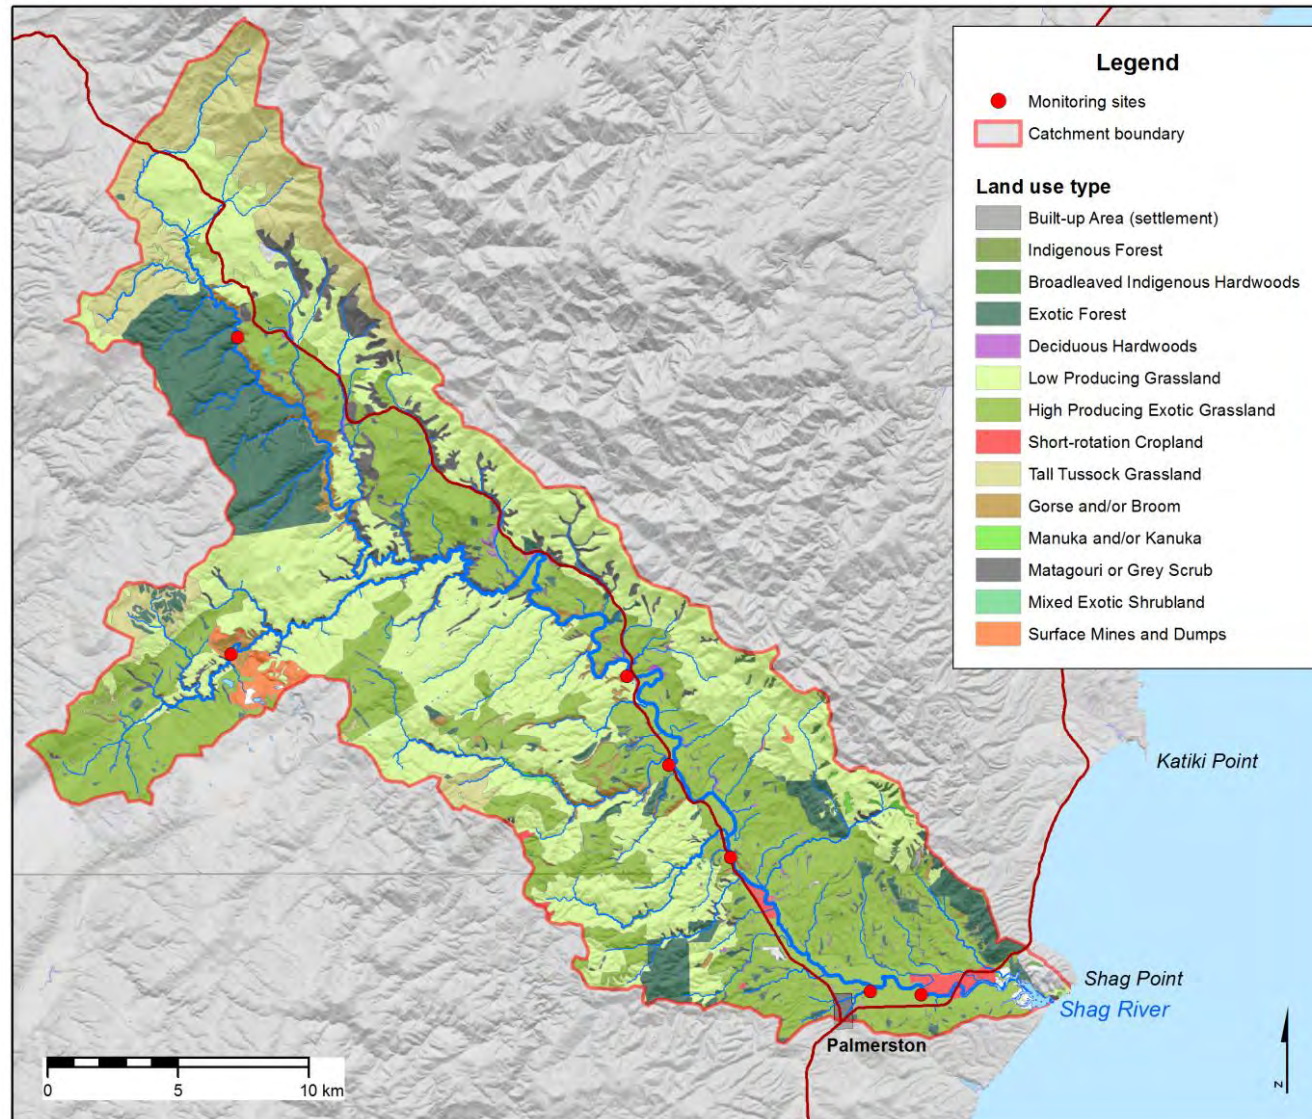 Legend
Monitoring sites
Catchment boundary
Land use type
Built-up Area (settlement)
Indigenous Forest
Broadleaved Indigenous Hardwoods
Exotic Forest
Deciduous Hardwoods
Low Producing Grassland
High Producing Exotic Grassland
Short-rotation Cropland
Tall Tussock Grassland
Gorse and/or Broom
Manuka and/or Kanuka
Matagouri or Grey Scrub
Mixed Exotic Shrubland
Surface Mines and Dumps
Katiki Point
Shag Point
Shag River
Palmerston
0 5 10 km
N